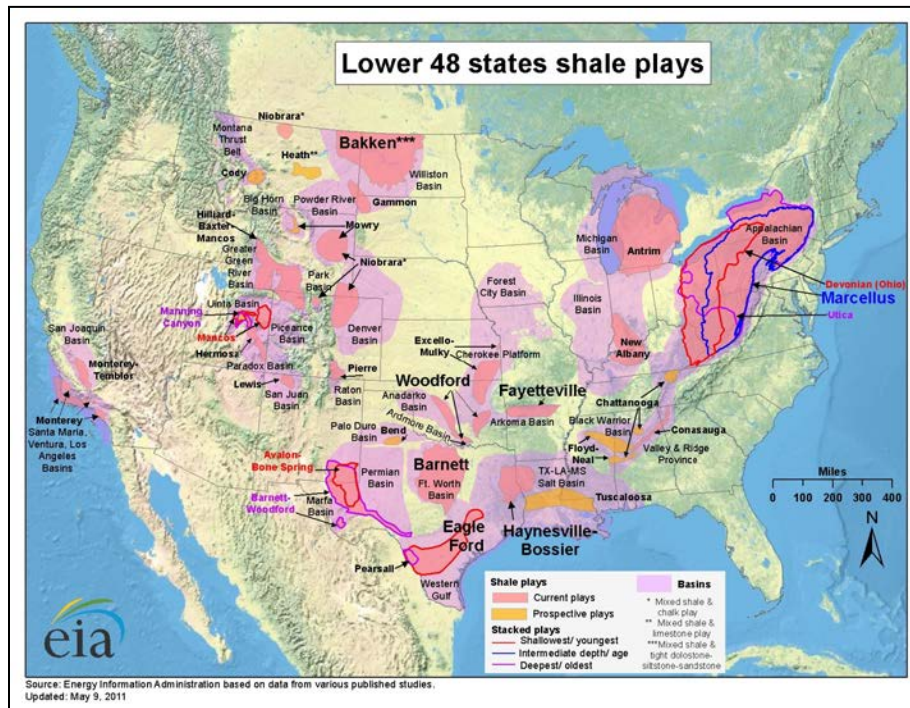 Lower 48 states shale plays
Niobrara*
Montana
Thrust
Belt
Bakken***
Heath**
Cody
Williston
Basin
Big Horn
Basin
Powder River
Basin
Gammon
Hilliard-
Baxter-
Mancos
Mowry
Greater
Green
River
Basin
Park
Basin
Niobrara*
Michigan
Basin
Antrim
Appalachian
Basin
Devonian (Ohio)
Marcellus
Utica
Forest
City Basin
Illinois
Basin
Uinta Basin
Manning
Canyon
Mancos
Piceance
Basin
Denver
Basin
San Joaquin
Basin
Hermosa
Paradox Basin
Excello-
Mulky
Cherokee Platform
New
Albany
Monterey-
Temblor
Lewis
San Juan
Basin
Pierre
Raton
Basin
Woodford
Anadarko
Basin
Fayetteville
Arkoma Basin
Chattanooga
Monterey
Santa Maria,
Ventura, Los
Angeles
Basins
Palo Duro
Basin
Bend
Ardmore Basin
Black Warrior
Basin
Conasauga
Floyd-
Neal
Valley & Ridge
Province
Avalon-
Bone Spring
Permian
Basin
Barnett
Ft. Worth
Basin
TX-LA-MS
Salt Basin
Tuscaloosa
Barnett-
Woodford
Marfa
Basin
Eagle
Ford
Haynesville-
Bossier
Pearsall
Western
Gulf
Miles
0 100 200 300 400
N
Shale plays
Current plays
Prospective plays
Stacked plays
Shallowest/ youngest
Intermediate depth/ age
Deepest/ oldest
Basins
* Mixed shale &
chalk play
** Mixed shale &
limestone play
***Mixed shale &
tight dolostone-
siltstone-sandstone
eia
Source: Energy Information Administration based on data from various published studies.
Updated: May 9, 2011